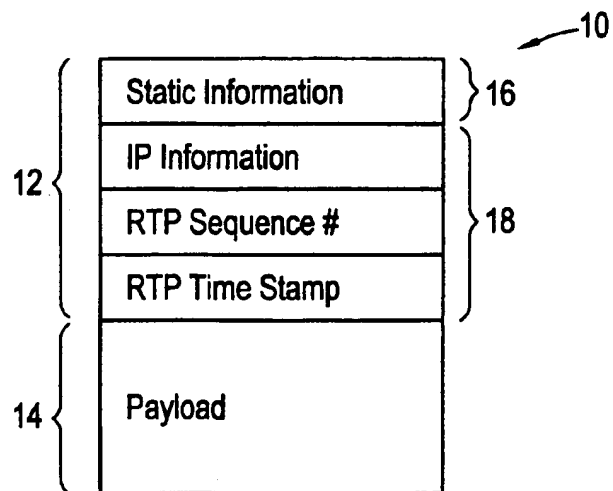 10
Static Information
16
IP Information
12
18
RTP Sequence #
RTP Time Stamp
14
Payload